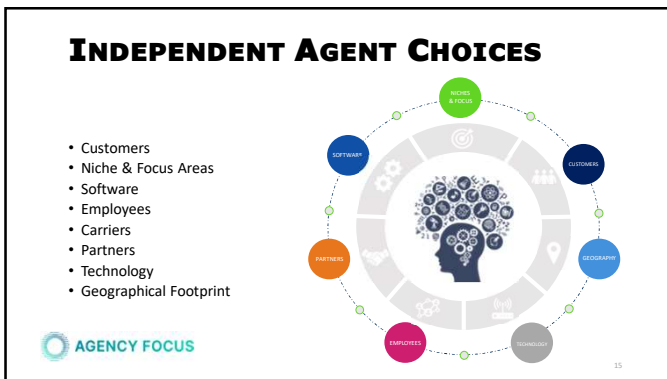 INDEPENDENT AGENT CHOICES
• Customers
• Niche & Focus Areas
• Software
• Employees
• Carriers
• Partners
• Technology
• Geographical Footprint
NICHES
& FOCUS
SOFTWARE
CUSTOMERS
PARTNERS
GEOGRAPHY
EMPLOYEES
TECHNOLOGY
AGENCY FOCUS
15